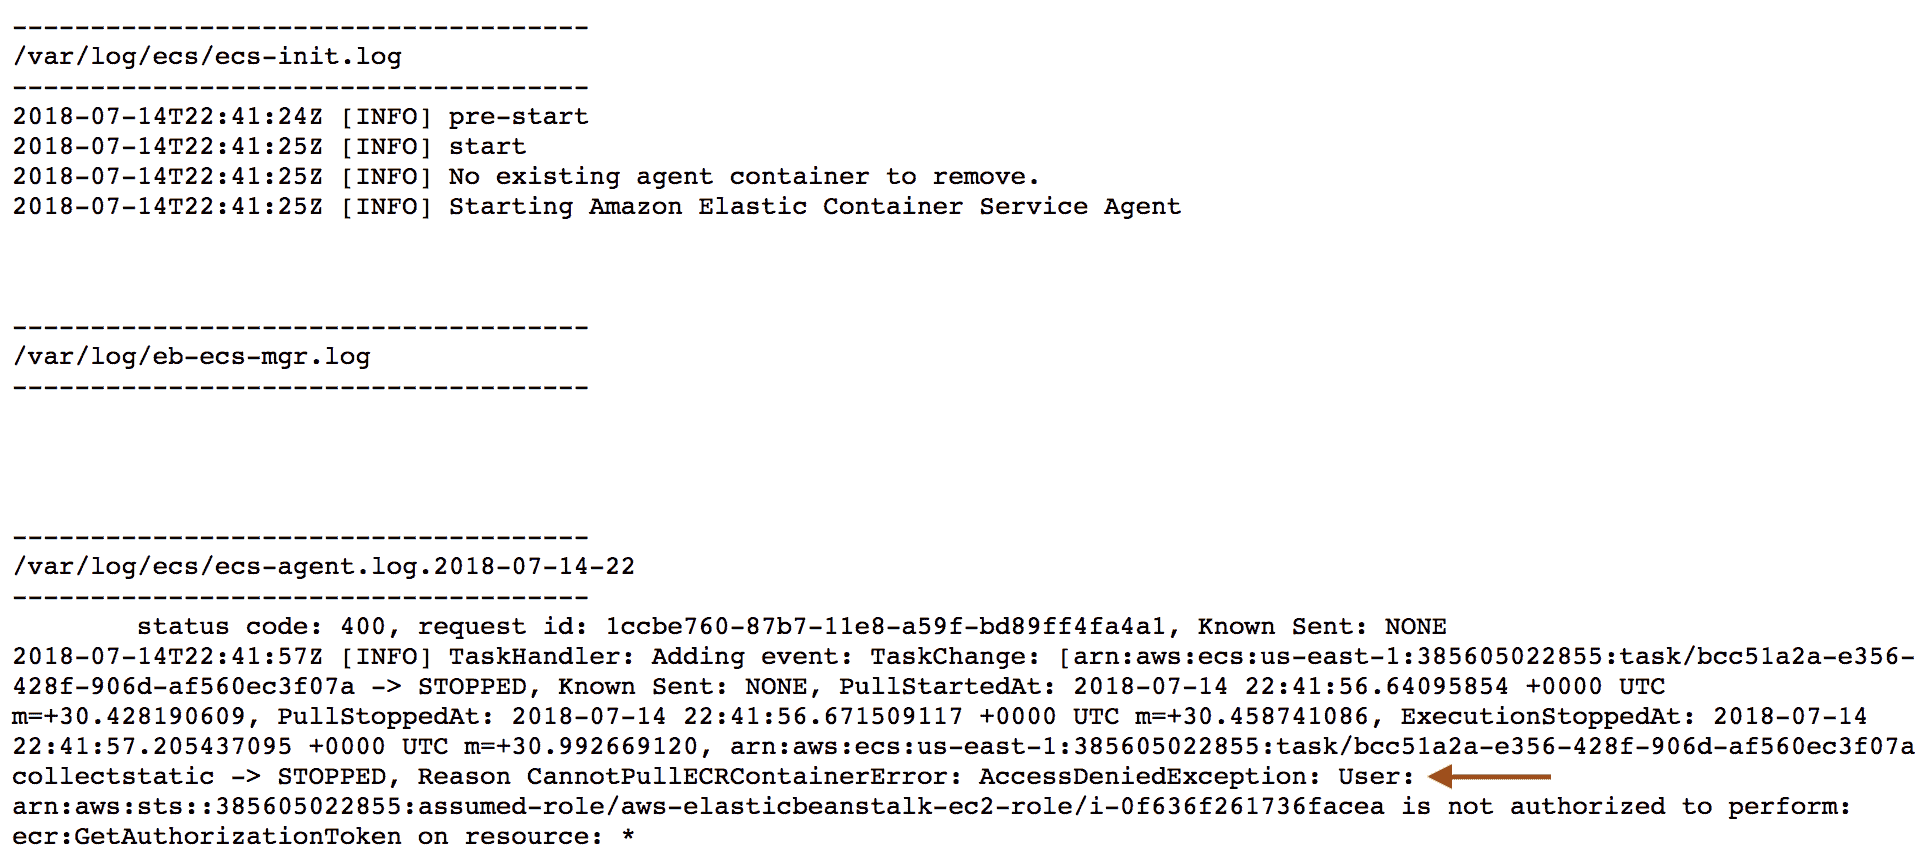 -------------------------------------
/var/log/ecs/ecs-init.log
-------------------------------------
2018-07-14T22:41:24Z [INFO] pre-start
2018-07-14T22:41:25Z [INFO] start
2018-07-14T22:41:25Z [INFO] No existing agent container to remove.
2018-07-14T22:41:25Z [INFO] Starting Amazon Elastic Container Service Agent
-------------------------------------
/var/log/eb-ecs-mgr.log
-------------------------------------
-------------------------------------
/var/log/ecs/ecs-agent.log.2018-07-14-22
-------------------------------------
        status code: 400, request id: 1ccbe760-87b7-11e8-a59f-bd89ff4fa4a1, Known Sent: NONE
2018-07-14T22:41:57Z [INFO] TaskHandler: Adding event: TaskChange: [arn:aws:ecs:us-east-1:385605022855:task/bcc51a2a-e356-
428f-906d-af560ec3f07a -> STOPPED, Known Sent: NONE, PullStartedAt: 2018-07-14 22:41:56.64095854 +0000 UTC
m=+30.428190609, PullStoppedAt: 2018-07-14 22:41:56.671509117 +0000 UTC m=+30.458741086, ExecutionStoppedAt: 2018-07-14
22:41:57.205437095 +0000 UTC m=+30.992669120, arn:aws:ecs:us-east-1:385605022855:task/bcc51a2a-e356-428f-906d-af560ec3f07a
collectstatic -> STOPPED, Reason CannotPullECRContainerError: AccessDeniedException: User:
arn:aws:sts::385605022855:assumed-role/aws-elasticbeanstalk-ec2-role/i-0f636f261736facea is not authorized to perform:
ecr:GetAuthorizationToken on resource: *